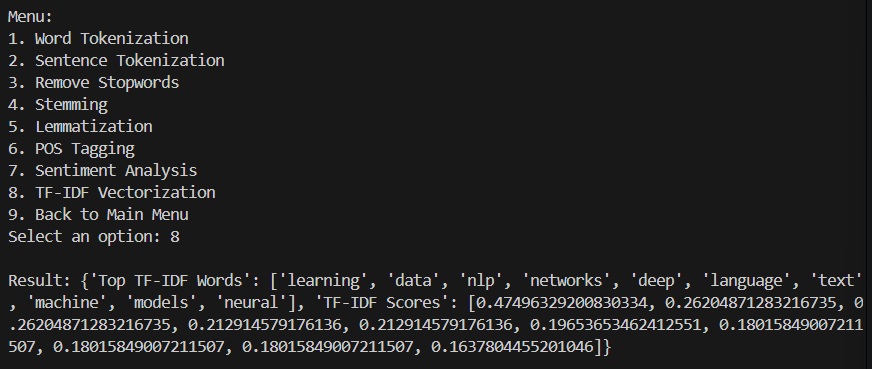 Menu:
1. Word Tokenization
2. Sentence Tokenization
3. Remove Stopwords
4. Stemming
5. Lemmatization
6. POS Tagging
7. Sentiment Analysis
8. TF-IDF Vectorization
9. Back to Main Menu
Select an option: 8
Result: {'Top TF-IDF Words': ['learning', 'data', 'nlp', 'networks', 'deep', 'language', 'text'
, 'machine', 'models', 'neural'], 'TF-IDF Scores': [0.47496329200830334, 0.26204871283216735, 0
.26204871283216735, 0.212914579176136, 0.212914579176136, 0.19653653462412551, 0.18015849007211
507, 0.18015849007211507, 0.18015849007211507, 0.1637804455201046]}